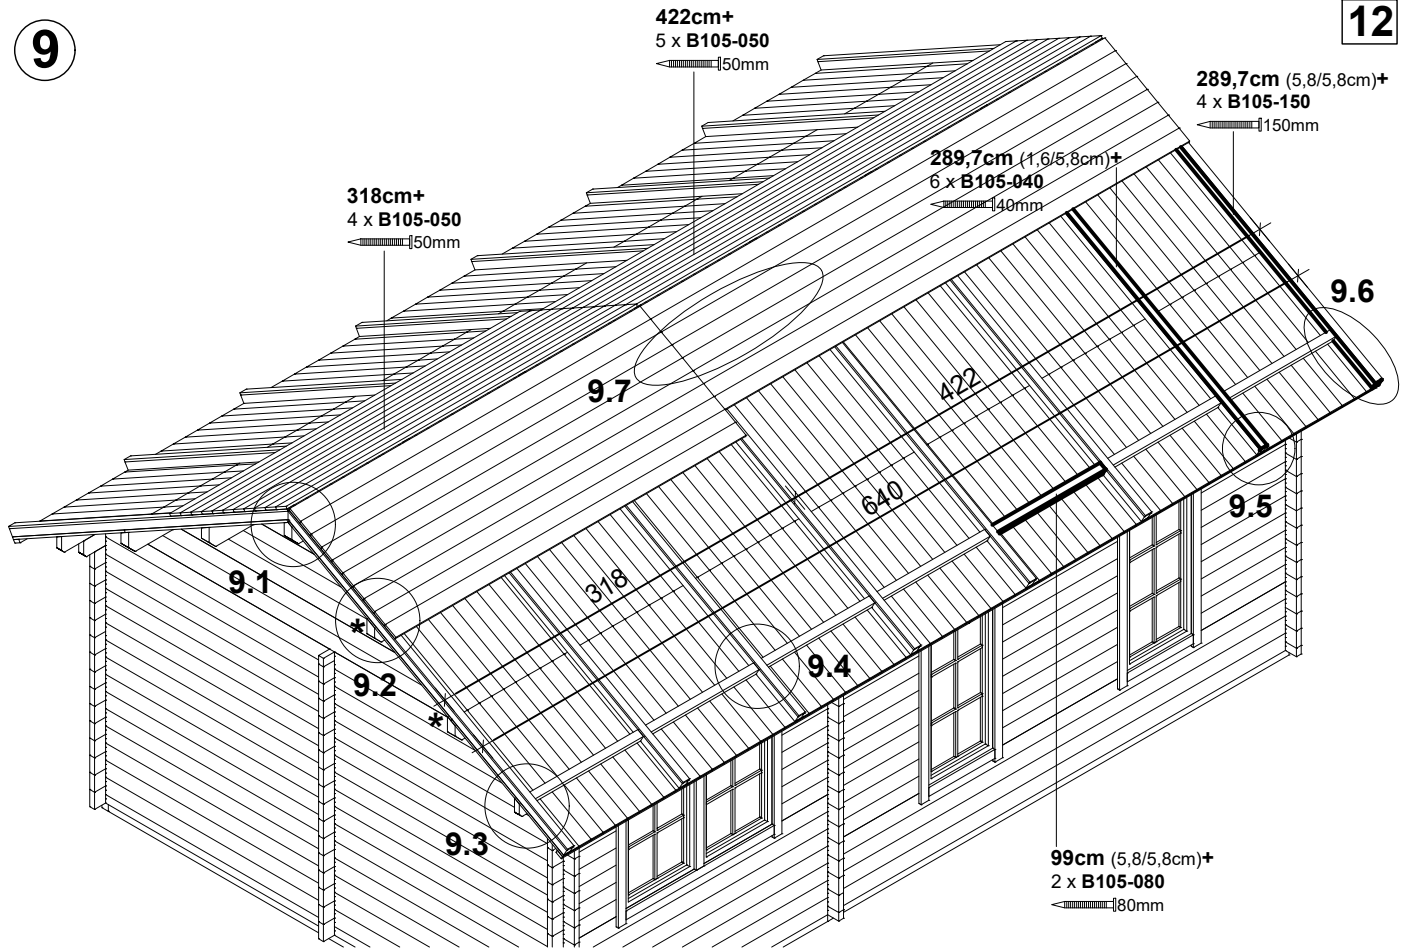 9
12
422cm+
5 x B105-050
50mm
289,7cm (5,8/5,8cm)+
4 x B105-150
150mm
289,7cm (1,6/5,8cm)+
6 x B105-040
40mm
318cm+
4 x B105-050
50mm
9.6
9.7
422
640
9.5
318
9.1
*
9.2
9.4
*
9.3
99cm (5,8/5,8cm)+
2 x B105-080
80mm